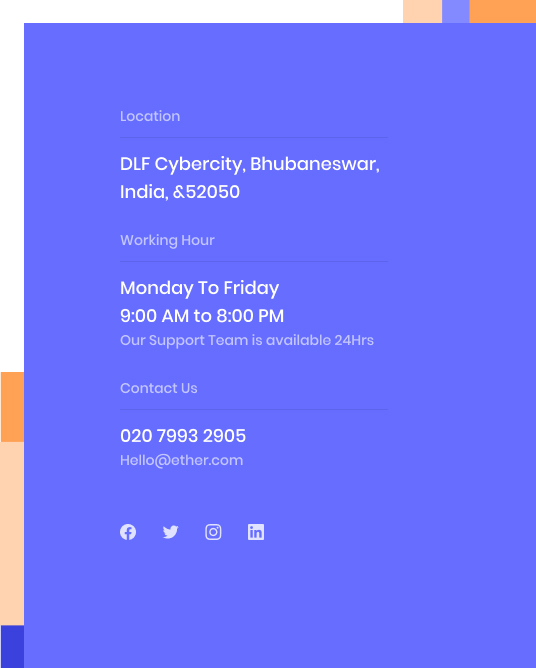 Location
DLF Cybercity, Bhubaneswar,
India, &52050
Working Hour
Monday To Friday
9:00 AM to 8:00 PM
Our Support Team is available 24Hrs
Contact Us
020 7993 2905
Hello@ether.com